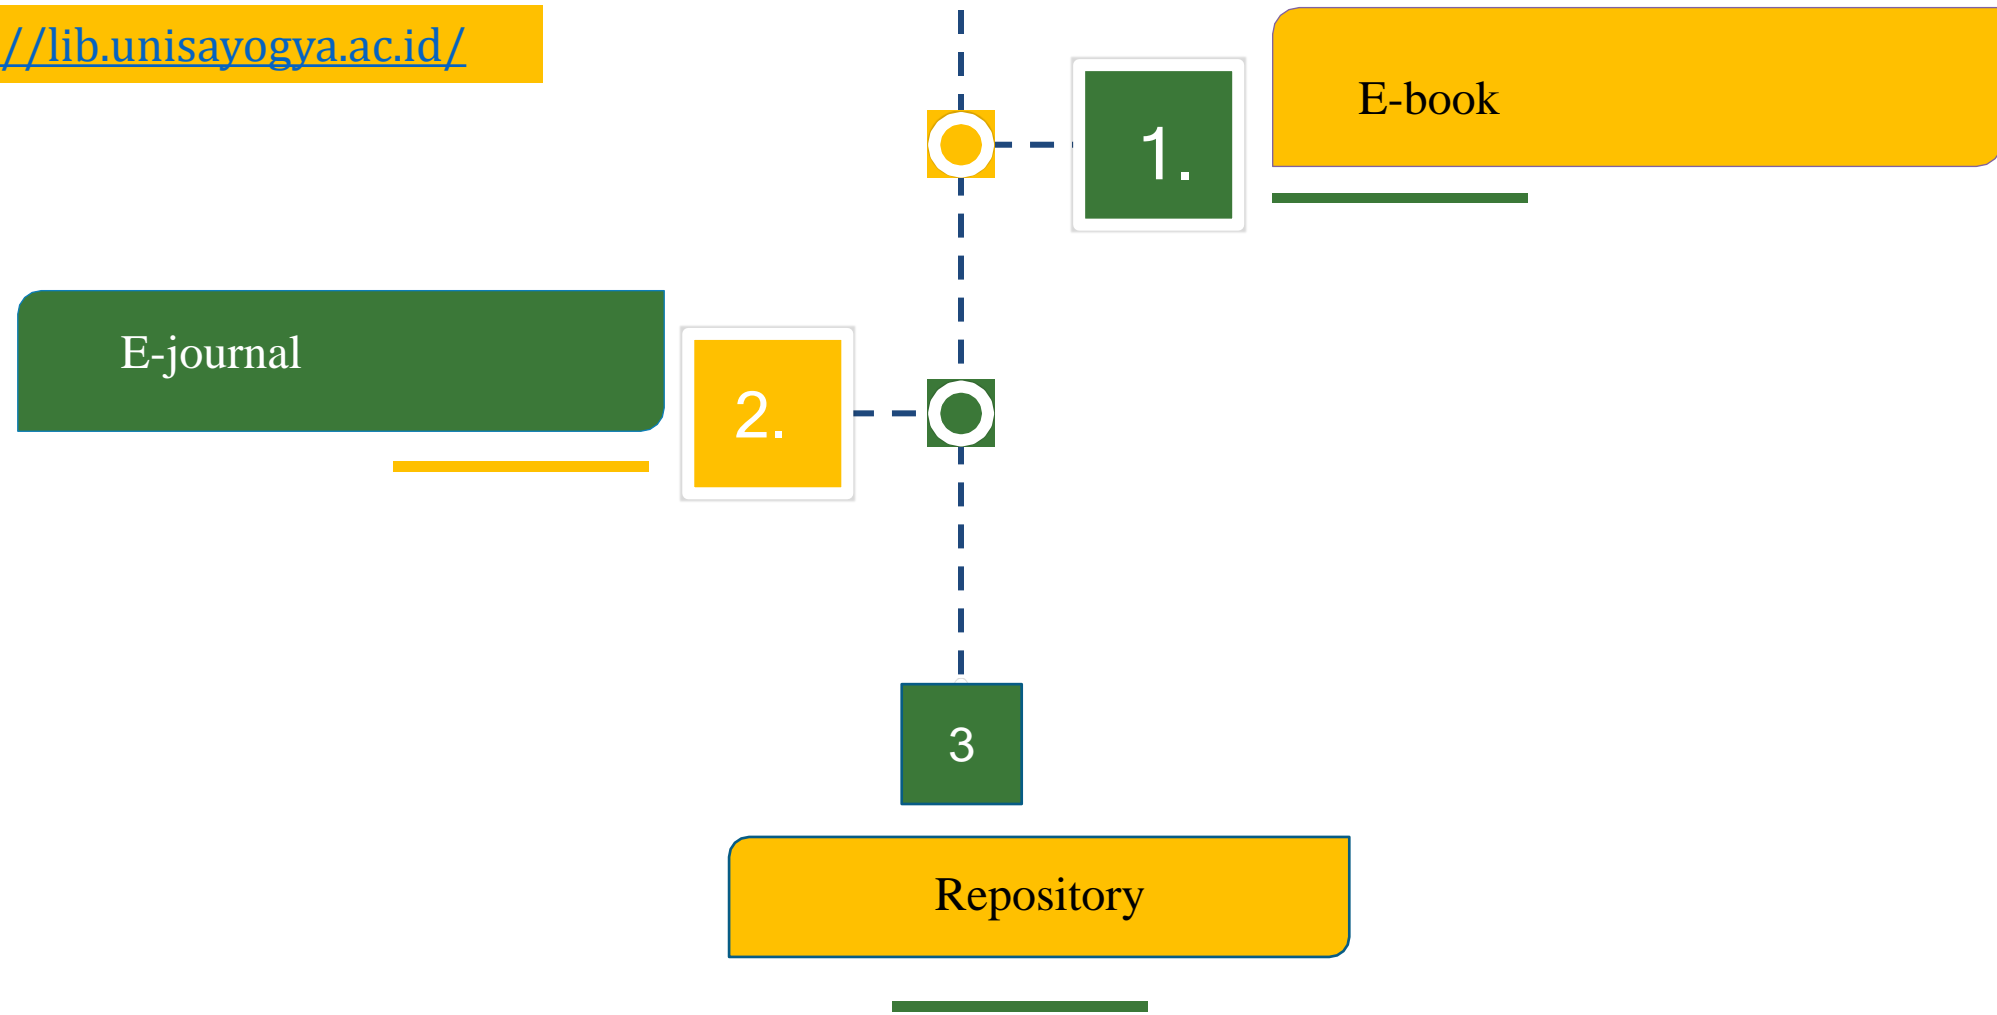 //lib.unisayogya.ac.id/
1.
E-book
E-journal
2.
3
Repository